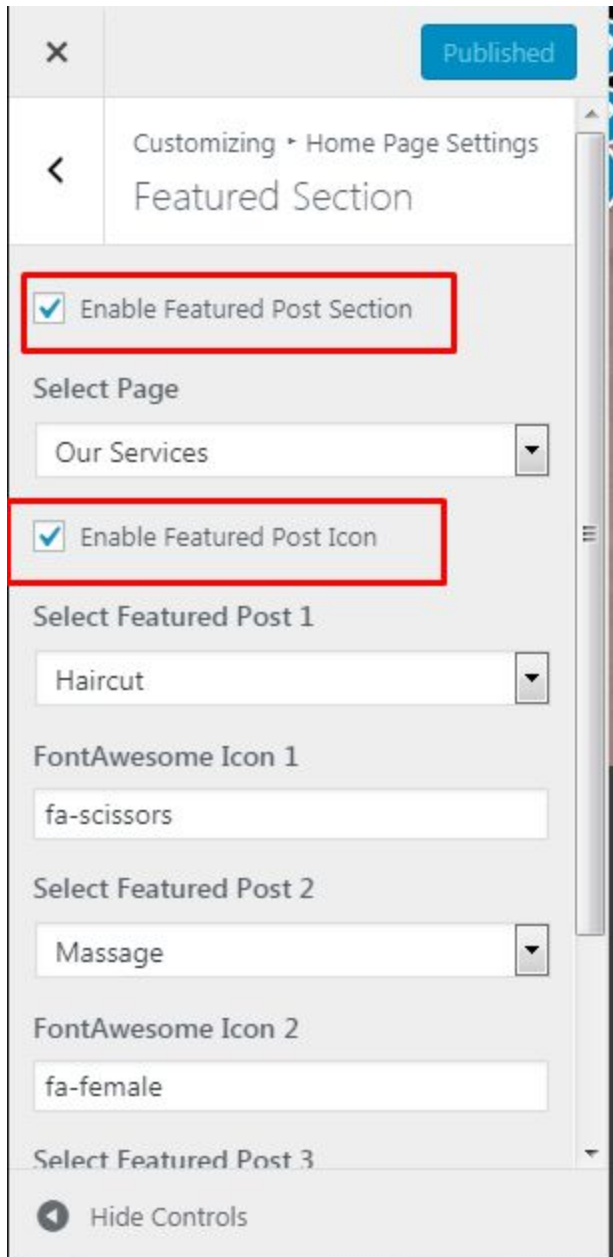 Published
Customizing ▸ Home Page Settings
Featured Section
Enable Featured Post Section
Select Page
Our Services
Enable Featured Post Icon
Select Featured Post 1
Haircut
FontAwesome Icon 1
fa-scissors
Select Featured Post 2
Massage
FontAwesome Icon 2
fa-female
Select Featured Post 3
Hide Controls